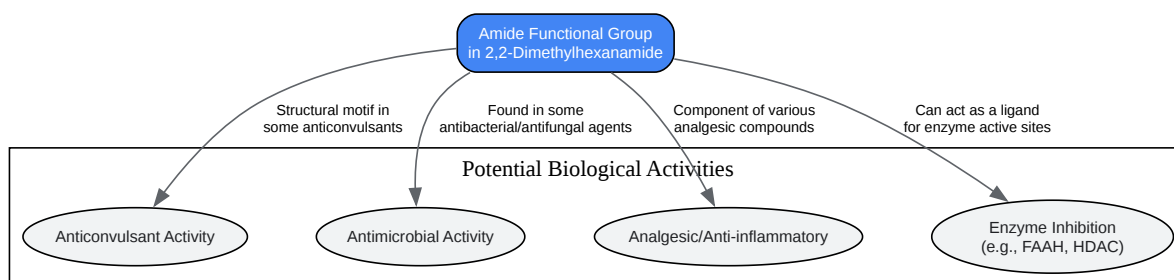 Amide Functional Group
in 2,2-Dimethylhexanamide
Structural motif in
some anticonvulsants
Found in some
antibacterial/antifungal agents
Component of various
analgesic compounds
Can act as a ligand
for enzyme active sites
Potential Biological Activities
Anticonvulsant Activity
Antimicrobial Activity
Analgesic/Anti-inflammatory
Enzyme Inhibition
(e.g., FAAH, HDAC)